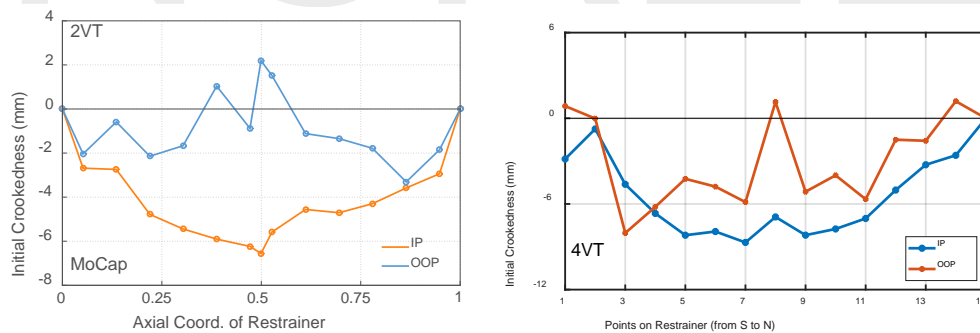 4
2
0
-2
-4
-6
-8
Initial Crookedness (mm)
2VT
MoCap
IP
OOP
0
0.25
0.5
0.75
1
Axial Coord. of Restrainer
6
0
-6
-12
Initial Crookedness (mm)
4VT
IP
OOP
1
3
5
7
9
11
13
Points on Restrainer (from S to N)